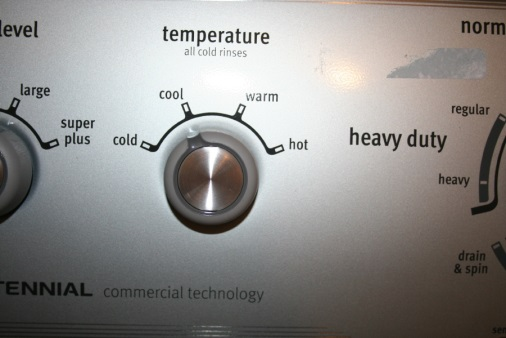 level
temperature
norm
all cold rinses
large
cool
warm
super
plus
cold
hot
regular
heavy duty
heavy
drain
& spin
TENNIAL commercial technology